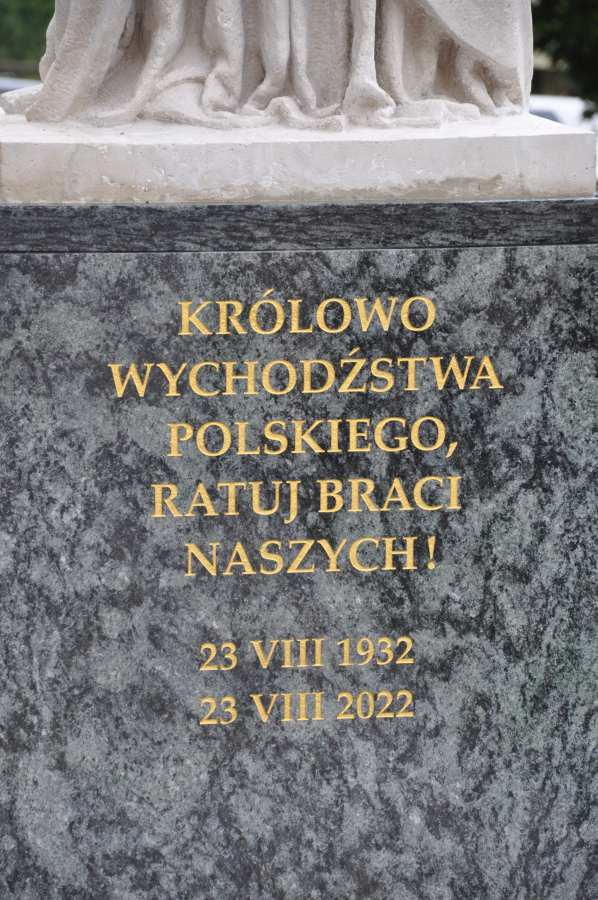 KRÓLOWO
WYCHODŹSTWA
POLSKIEGO,
RATUJ BRACI
NASZYCH!
23 VIII 1932
23 VIII 2022